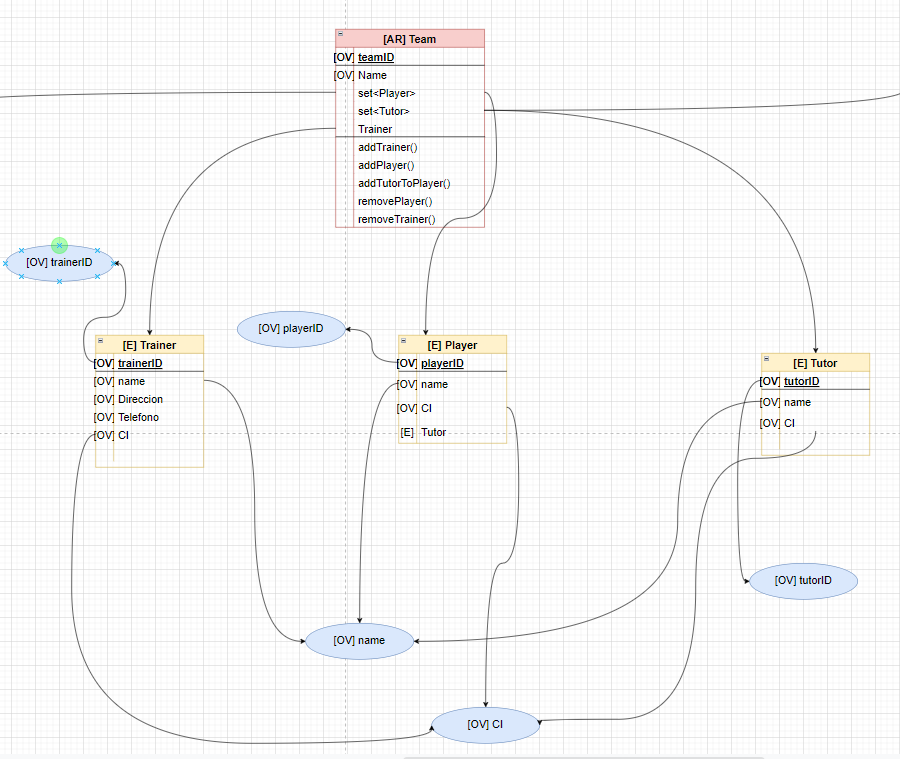 [AR] Team
[OV] teamID
[OV] Name
set<Player>
set<Tutor>
Trainer
addTrainer()
addPlayer()
addTutorToPlayer()
removePlayer()
removeTrainer()
[OV] trainerID
[OV] playerID
[E] Trainer
[OV] trainerID
[OV] name
[OV] Direccion
[OV] Telefono
[OV] CI
[E] Player
[OV] playerID
[OV] name
[OV] CI
[E] Tutor
[E] Tutor
[OV] tutorID
[OV] name
[OV] CI
[OV] tutorID
[OV] name
[OV] CI